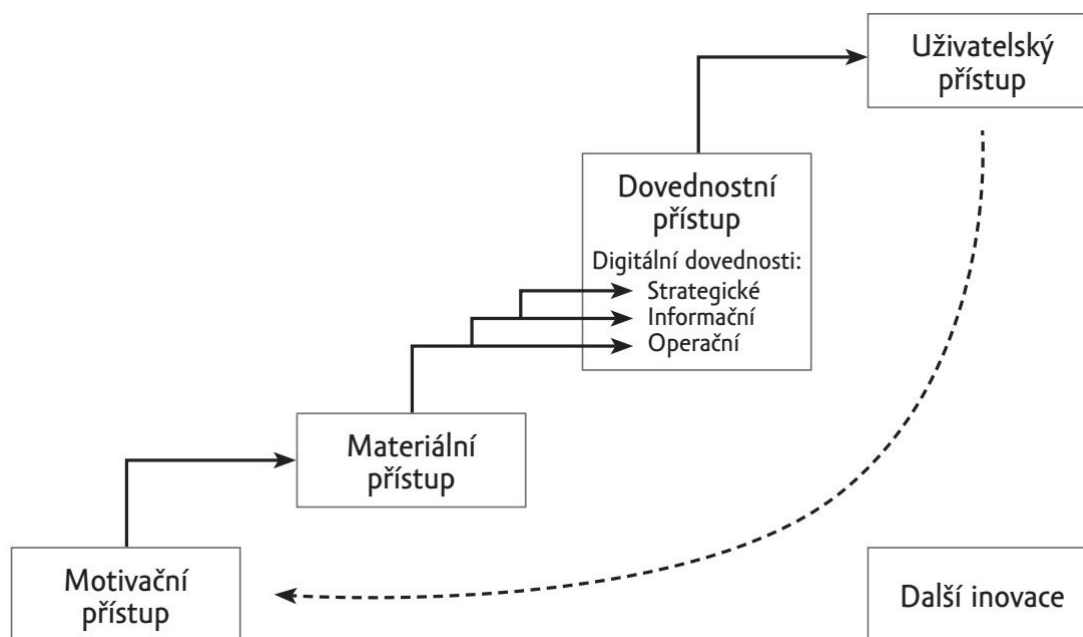 Uživatelský
přístup
Dovednostní
přístup
Digitální dovednosti:
Strategické
Informační
Operační
Materiální
přístup
Motivační
přístup
Další inovace